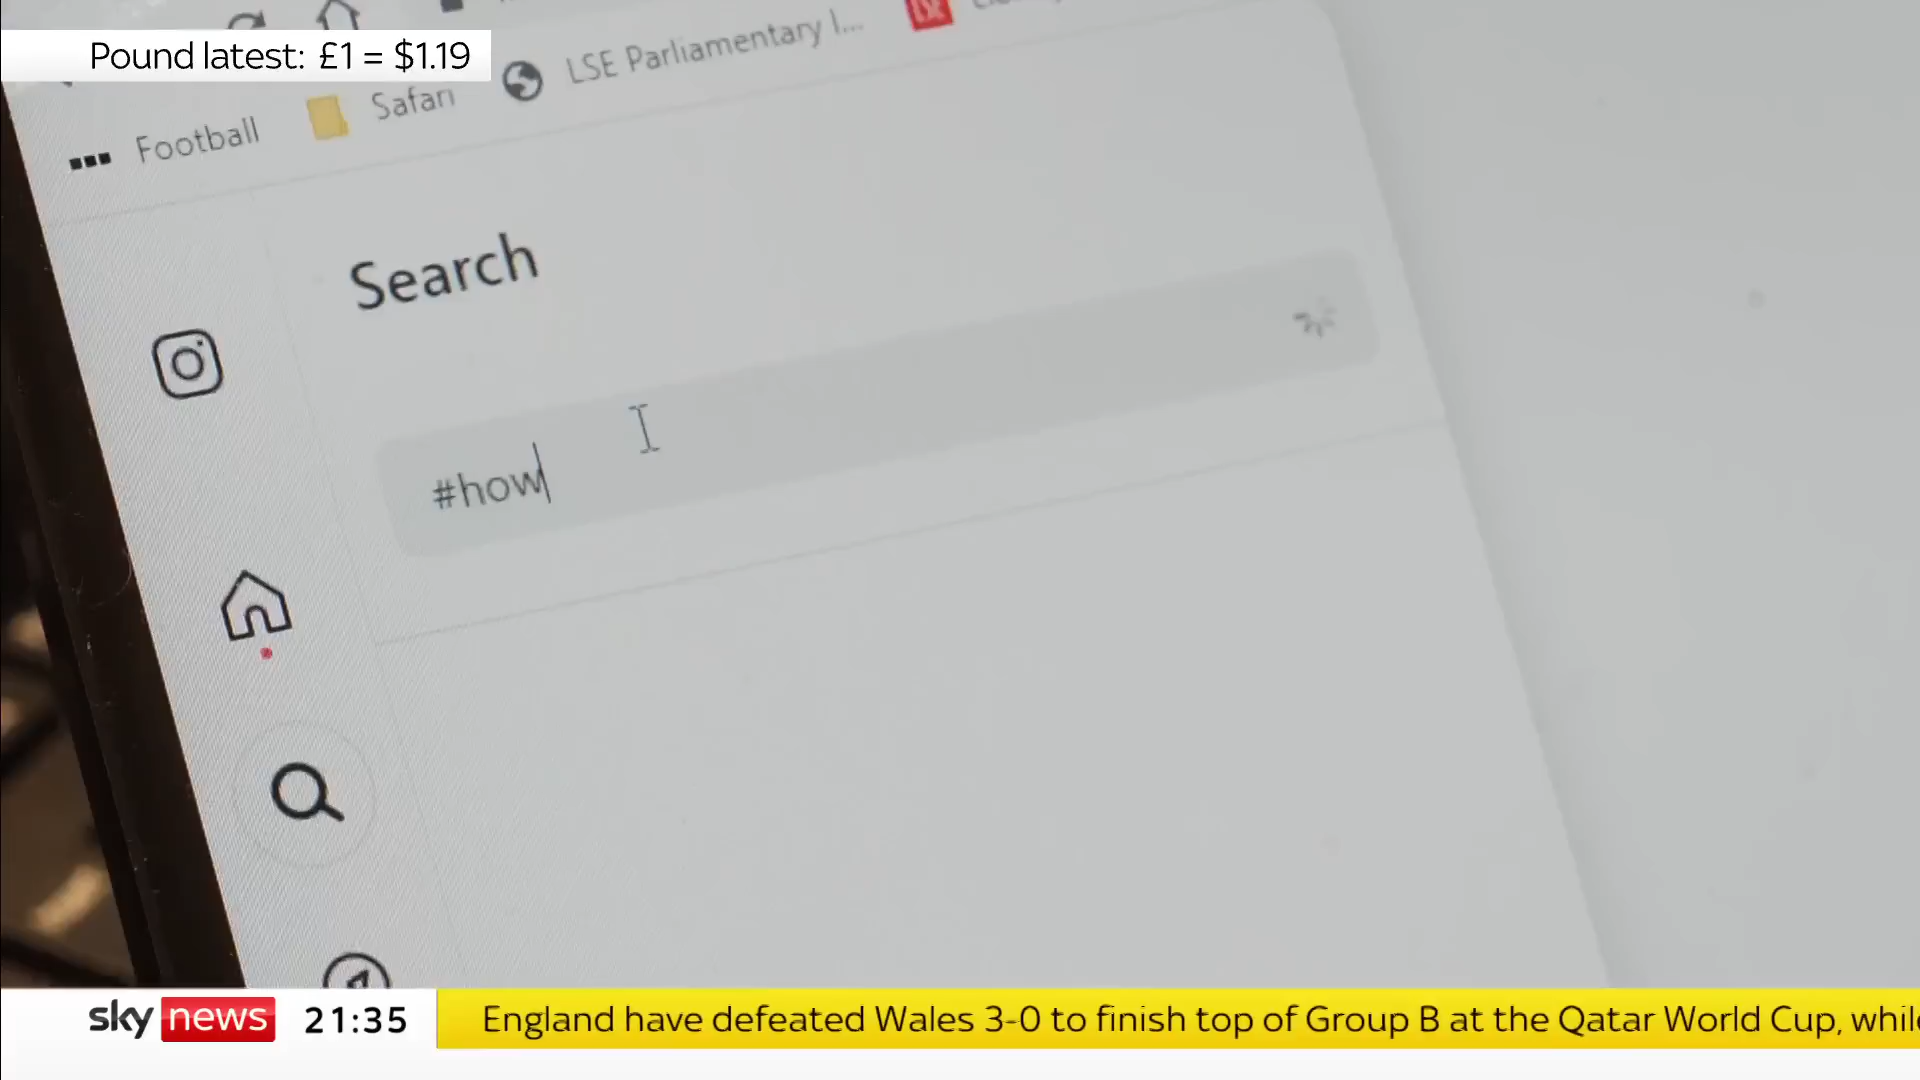 Pound latest: £1 = $1.19
LSE Parliamentary I...
LSE
Safari
Football
Search
#how
sky news 21:35 England have defeated Wales 3-0 to finish top of Group B at the Qatar World Cup,